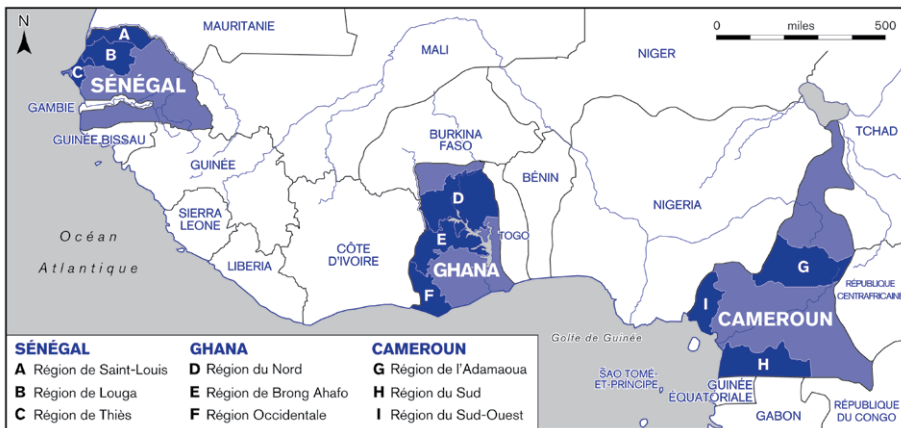 N
0 miles 500
MAURITANIE
A
B
C
SÉNÉGAL
GAMBIE
GUINÉE BISSAU
MALI
NIGER
TCHAD
BURKINA
FASO
GUINÉE
BÉNIN
NIGERIA
SIERRA
LEONE
LIBERIA
CÔTE
D'IVOIRE
D
E
F
GHANA
TOGO
Océan
Atlantique
G
RÉPUBLIQUE
CENTRAFRICAINE
I
CAMEROUN
H
Golfe de Guinée
SAO TOMÉ-
ET-PRINCIPE
GUINÉE
ÉQUATORIALE
GABON
RÉPUBLIQUE
DU CONGO
SÉNÉGAL
A Région de Saint-Louis
B Région de Louga
C Région de Thiès
GHANA
D Région du Nord
E Région de Brong Ahafo
F Région Occidentale
CAMEROUN
G Région de l'Adamaoua
H Région du Sud
I Région du Sud-Ouest